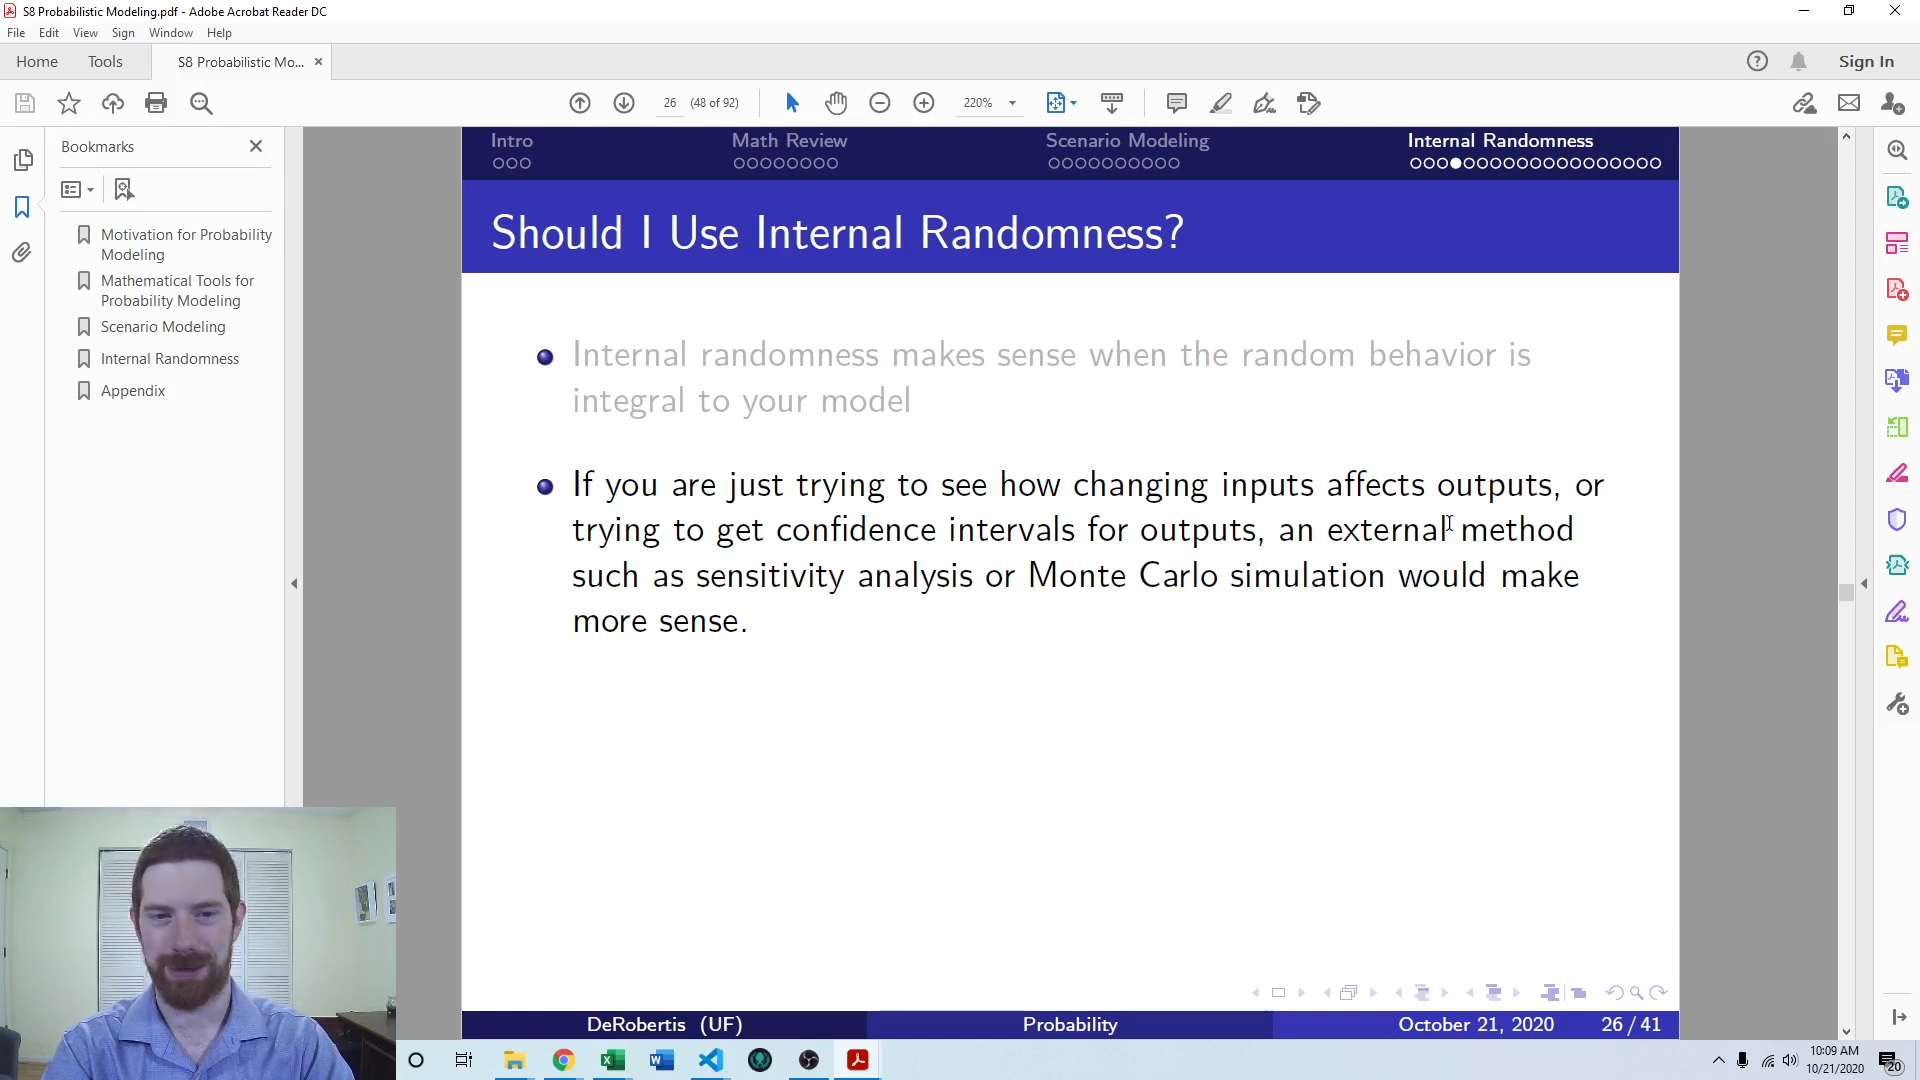 S8 Probabilistic Modeling.pdf - Adobe Acrobat Reader DC
File Edit View Sign Window Help
Home Tools S8 Probabilistic Mo... Sign In
26 (48 of 92) 220%
Bookmarks
Motivation for Probability
Modeling
Mathematical Tools for
Probability Modeling
Scenario Modeling
Internal Randomness
Appendix
Intro Math Review Scenario Modeling Internal Randomness
Should I Use Internal Randomness?
Internal randomness makes sense when the random behavior is
integral to your model
If you are just trying to see how changing inputs affects outputs, or
trying to get confidence intervals for outputs, an external method
such as sensitivity analysis or Monte Carlo simulation would make
more sense.
DeRobertis (UF) Probability October 21, 2020 26 / 41
10:09 AM
10/21/2020
20